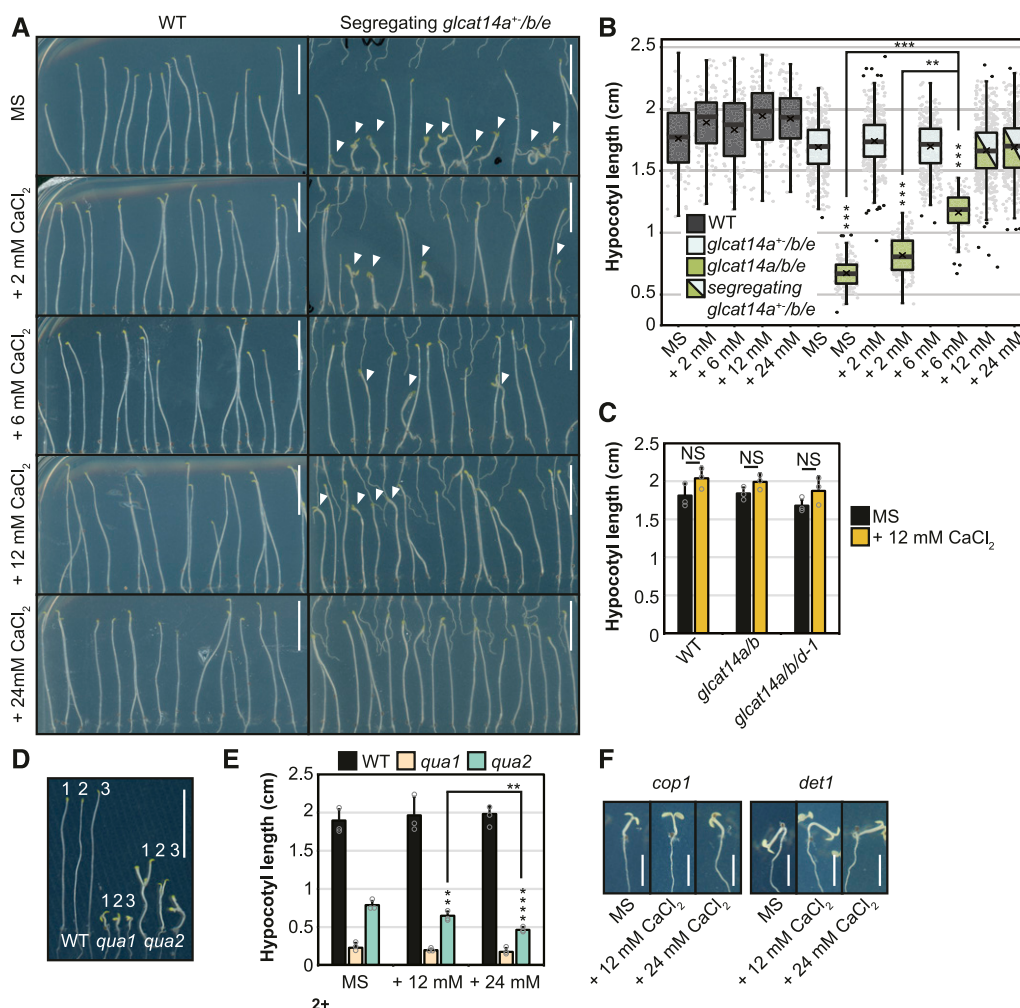 A
WT
Segregating glcat14a⁺⁻/b/e
MS
+ 2 mM CaCl₂
+ 6 mM CaCl₂
+ 12 mM CaCl₂
+ 24mM CaCl₂
B
Hypocotyl length (cm)
2.5
2
1.5
1
0.5
0
***
**
***
***
***
WT
glcat14a⁺⁻/b/e
glcat14a/b/e
segregating
glcat14a⁺⁻/b/e
MS
+ 2 mM
+ 6 mM
+ 12 mM
+ 24 mM
MS
+ 2 mM
+ 2 mM
+ 6 mM
+ 6 mM
+ 12 mM
+ 24 mM
C
Hypocotyl length (cm)
2.5
2
1.5
1
0.5
0
NS
NS
NS
MS
+ 12 mM CaCl₂
WT
glcat14a/b
glcat14a/b/d-1
D
1 2 3
1 2 3
1 2 3
WT qua1 qua2
E
WT qua1 qua2
Hypocotyl length (cm)
2.5
2
1.5
1
0.5
0
**
**
****
MS + 12 mM + 24 mM
2+
F
cop1 det1
MS
+ 12 mM CaCl₂
+ 24 mM CaCl₂
MS
+ 12 mM CaCl₂
+ 24 mM CaCl₂